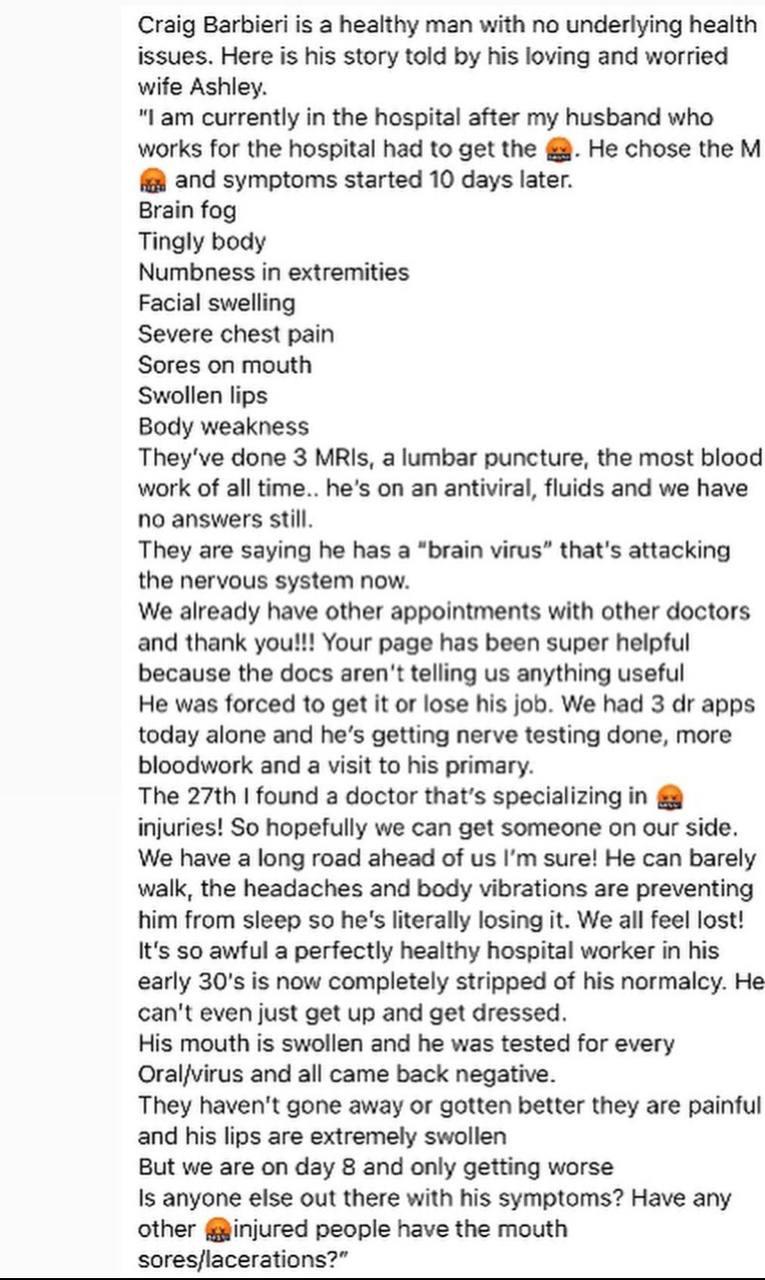 Craig Barbieri is a healthy man with no underlying health
issues. Here is his story told by his loving and worried
wife Ashley.
"I am currently in the hospital after my husband who
works for the hospital had to get the 🤬. He chose the M
🤬 and symptoms started 10 days later.
Brain fog
Tingly body
Numbness in extremities
Facial swelling
Severe chest pain
Sores on mouth
Swollen lips
Body weakness
They've done 3 MRIs, a lumbar puncture, the most blood
work of all time.. he's on an antiviral, fluids and we have
no answers still.
They are saying he has a "brain virus" that's attacking
the nervous system now.
We already have other appointments with other doctors
and thank you!!! Your page has been super helpful
because the docs aren't telling us anything useful
He was forced to get it or lose his job. We had 3 dr apps
today alone and he's getting nerve testing done, more
bloodwork and a visit to his primary.
The 27th I found a doctor that's specializing in 🤬
injuries! So hopefully we can get someone on our side.
We have a long road ahead of us I'm sure! He can barely
walk, the headaches and body vibrations are preventing
him from sleep so he's literally losing it. We all feel lost!
It's so awful a perfectly healthy hospital worker in his
early 30's is now completely stripped of his normalcy. He
can't even just get up and get dressed.
His mouth is swollen and he was tested for every
Oral/virus and all came back negative.
They haven't gone away or gotten better they are painful
and his lips are extremely swollen
But we are on day 8 and only getting worse
Is anyone else out there with his symptoms? Have any
other 🤬injured people have the mouth
sores/lacerations?"